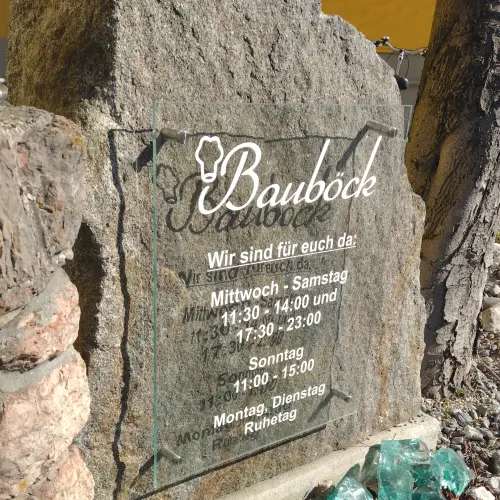 Bauböck
Wir sind für euch da:
Mittwoch - Samstag
11:30 - 14:00 und
17:30 - 23:00
Sonntag
11:00 - 15:00
Montag, Dienstag
Ruhetag